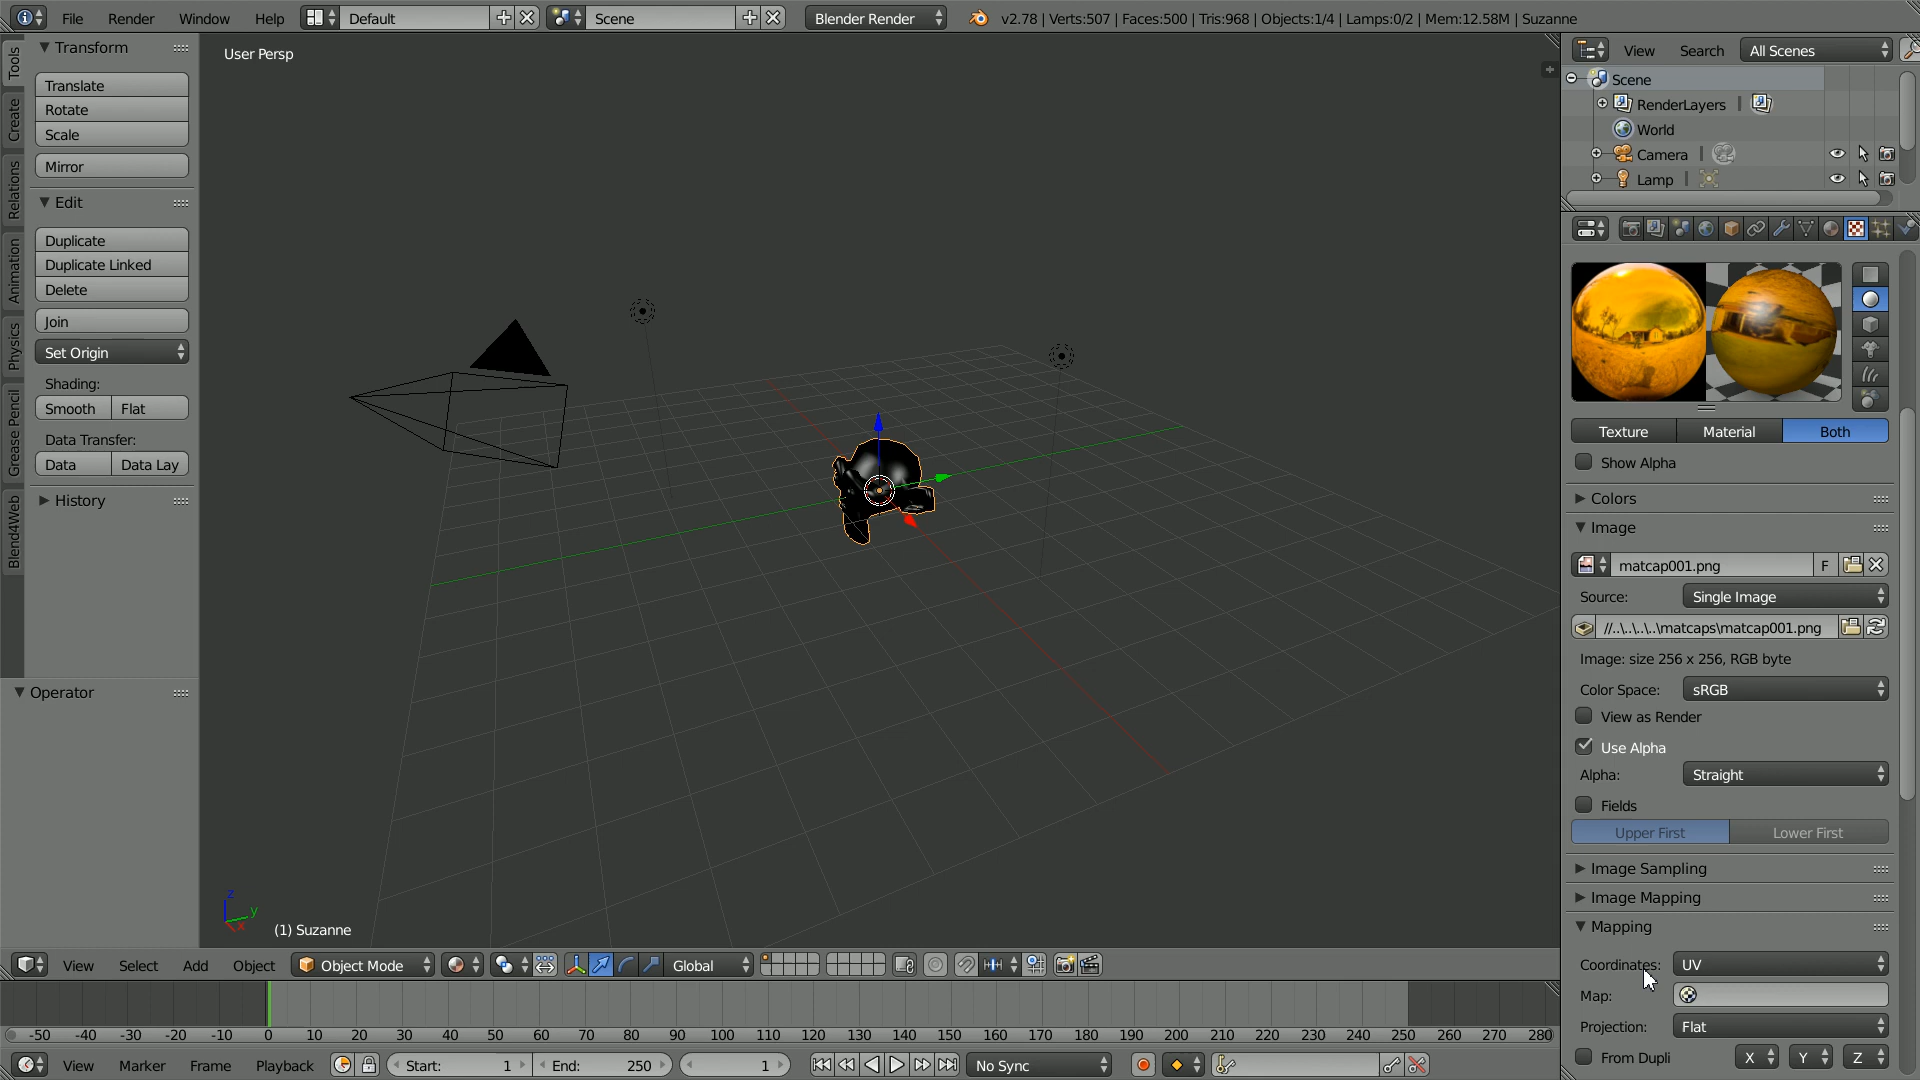 File Render Window Help Default Scene Blender Render v2.78 | Verts:507 | Faces:500 | Tris:968 | Objects:1/4 | Lamps:0/2 | Mem:12.58M | Suzanne
Tools
Create
Relations
Animation
Physics
Grease Pencil
Blend4Web
Transform
Translate
Rotate
Scale
Mirror
Edit
Duplicate
Duplicate Linked
Delete
Join
Set Origin
Shading:
Smooth Flat
Data Transfer:
Data Data Lay
History
Operator
User Persp
z
y
x
(1) Suzanne
View Select Add Object Object Mode Global
-50 -40 -30 -20 -10 0 10 20 30 40 50 60 70 80 90 100 110 120 130 140 150 160 170 180 190 200 210 220 230 240 250 260 270 280
View Marker Frame Playback Start: 1 End: 250 1 No Sync
View Search All Scenes
Scene
RenderLayers |
World
Camera |
Lamp |
Texture Material Both
Show Alpha
Colors
Image
matcap001.png F
Source: Single Image
//..\..\..\..\matcaps\matcap001.png
Image: size 256 x 256, RGB byte
Color Space: sRGB
View as Render
Use Alpha
Alpha: Straight
Fields
Upper First Lower First
Image Sampling
Image Mapping
Mapping
Coordinates: UV
Map:
Projection: Flat
From Dupli X Y Z